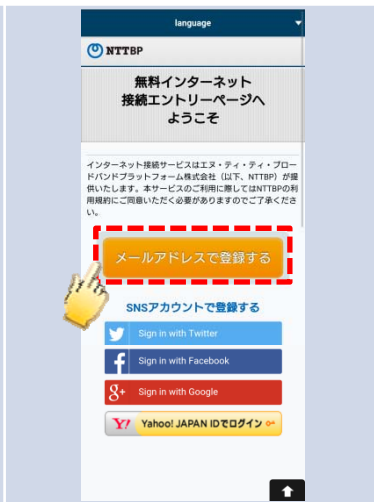 language
NTTBP
無料インターネット
接続エントリーページへ
ようこそ
インターネット接続サービスはエヌ・ティ・ティ・ブロー
ドバンドプラットフォーム株式会社（以下、NTTBP）が提
供いたします。本サービスのご利用に際してはNTTBPの利
用規約にご同意いただく必要がありますのでご了承くださ
い。
メールアドレスで登録する
SNSアカウントで登録する
Sign in with Twitter
Sign in with Facebook
g+ Sign in with Google
Y! Yahoo! JAPAN IDでログイン